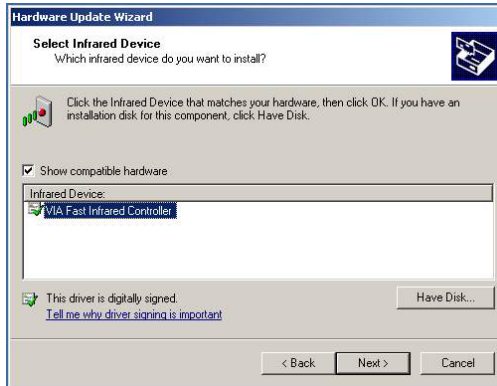 Hardware Update Wizard
Select Infrared Device
Which infrared device do you want to install?
Click the Infrared Device that matches your hardware, then click OK. If you have an
installation disk for this component, click Have Disk.
Show compatible hardware
Infrared Device:
VIA Fast Infrared Controller
This driver is digitally signed.
Have Disk...
Tell me why driver signing is important
< Back
Next >
Cancel